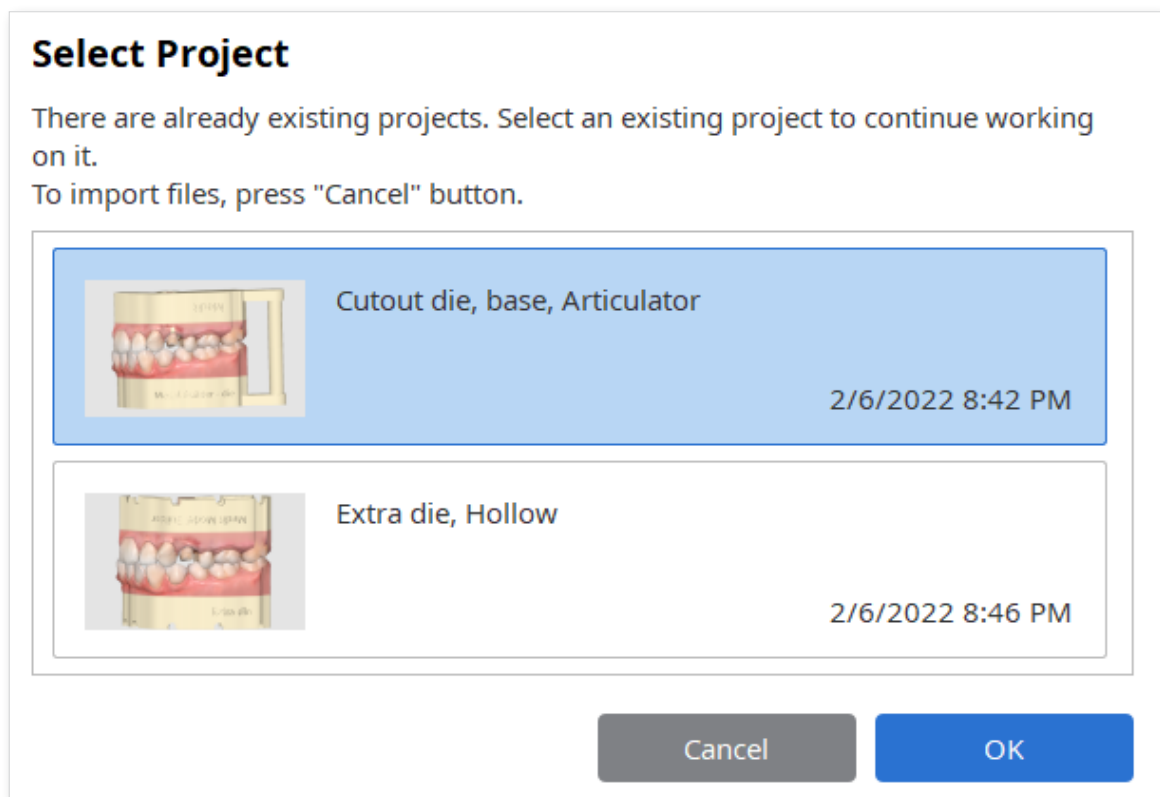 Select Project
There are already existing projects. Select an existing project to continue working
on it.
To import files, press "Cancel" button.
Cutout die, base, Articulator
2/6/2022 8:42 PM
Extra die, Hollow
2/6/2022 8:46 PM
Cancel
OK